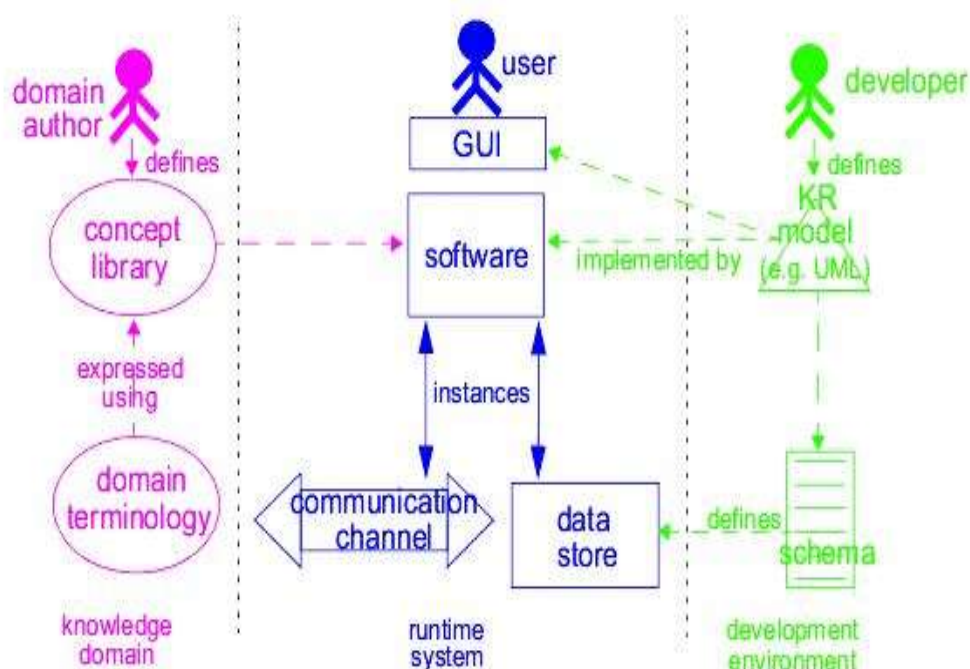 domain
author
defines
concept
library
expressed
using
domain
terminology
knowledge
domain
user
GUI
software
instances
communication
channel
data
store
runtime
system
developer
defines
KR
model
(e.g. UML)
implemented by
defines
schema
development
environment